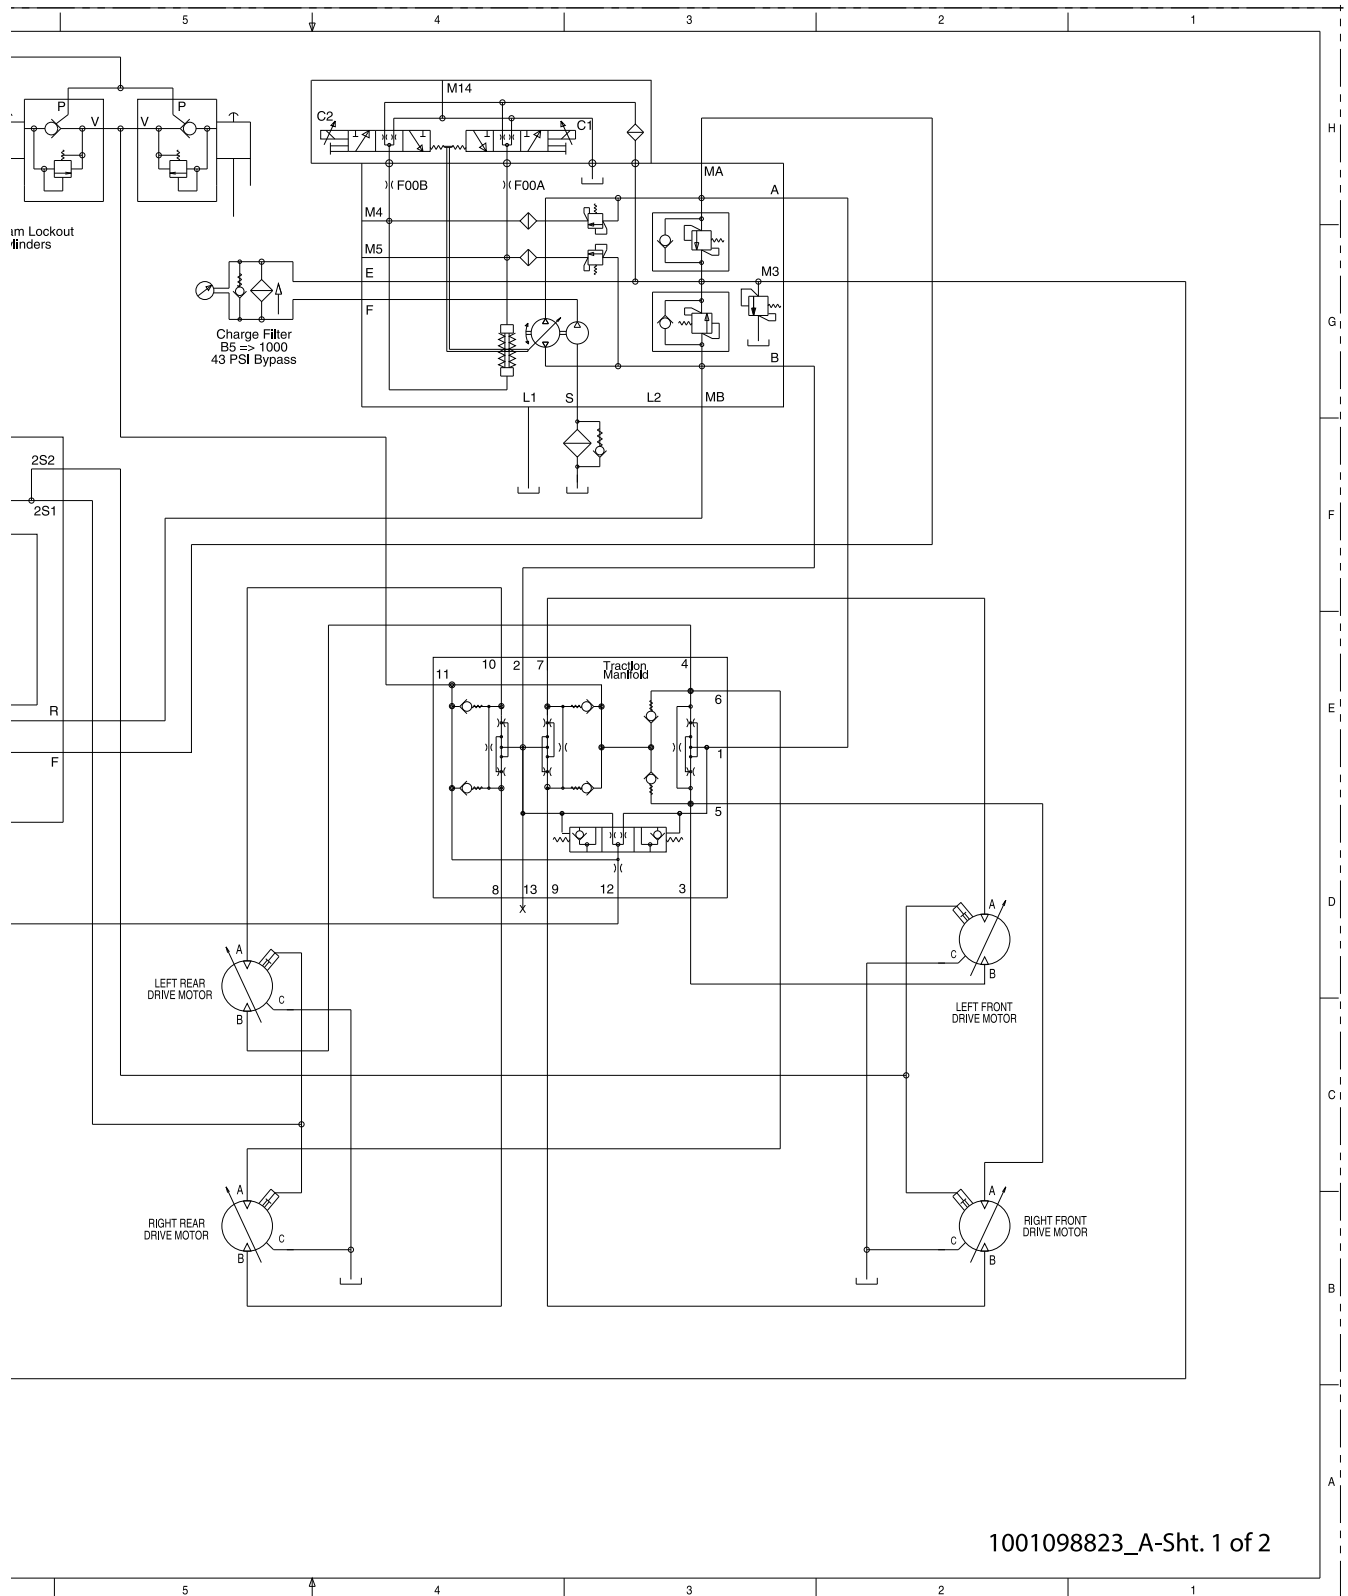 5 4 3 2 1
M14
P P
C2 C1
V V
H
MA
F00B F00A
A
M4
am Lockout
ylinders
M5
E M3
F
G
Charge Filter
B5 => 1000
43 PSI Bypass
B
L1 S L2 MB
2S2
2S1
F
10 2 7 Traction 4
Manifold
11
6
R
E
1
F
5
8 13 9 12 3
X
D
A
A
C
B
LEFT REAR
DRIVE MOTOR
C
B
LEFT FRONT
DRIVE MOTOR
C
A A
RIGHT REAR
DRIVE MOTOR
RIGHT FRONT
DRIVE MOTOR
C C
B B
B
A
1001098823_A-Sht. 1 of 2
5 4 3 2 1